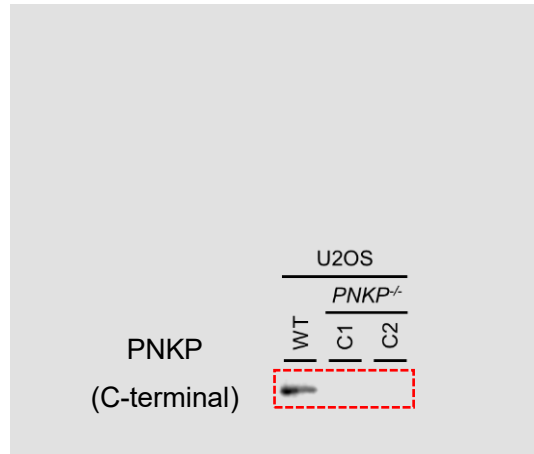 U2OS
PNKP-/-
WT C1 C2
PNKP
(C-terminal)